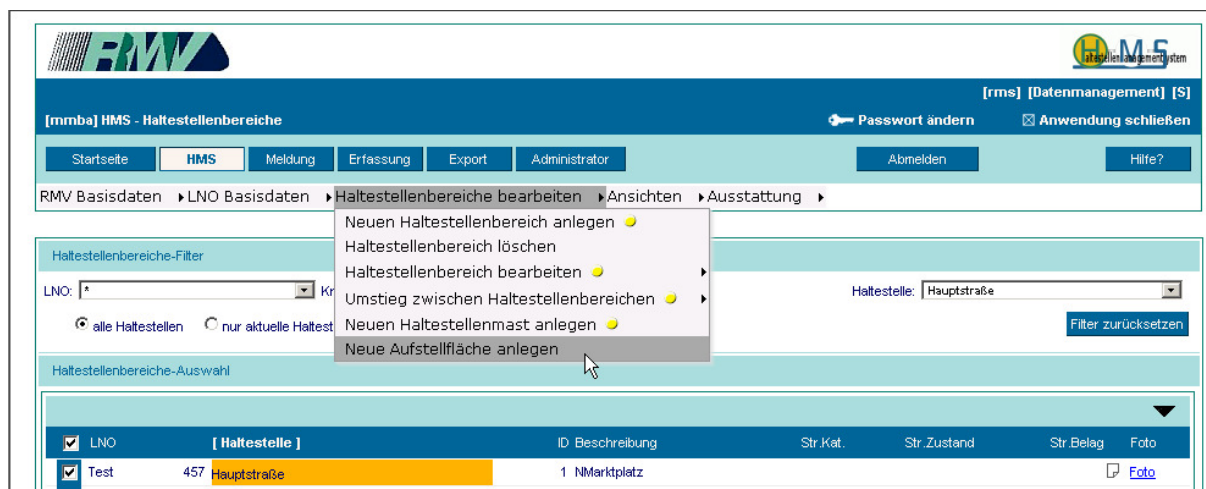 RMV
HMS
Haltestellenmanagementsystem
[rms] [Datenmanagement] [S]
[mmba] HMS - Haltestellenbereiche Passwort ändern Anwendung schließen
Startseite HMS Meldung Erfassung Export Administrator Abmelden Hilfe?
RMV Basisdaten LNO Basisdaten Haltestellenbereiche bearbeiten Ansichten Ausstattung
Neuen Haltestellenbereich anlegen
Haltestellenbereich löschen
Haltestellenbereich bearbeiten
Umstieg zwischen Haltestellenbereichen
Neuen Haltestellenmast anlegen
Neue Aufstellfläche anlegen
Haltestellenbereiche-Filter
LNO: * Kr Haltestelle: Hauptstraße
alle Haltestellen nur aktuelle Haltest Filter zurücksetzen
Haltestellenbereiche-Auswahl
LNO [ Haltestelle ] ID Beschreibung Str.Kat. Str.Zustand Str.Belag Foto
Test 457 Hauptstraße 1 NMarktplatz Foto